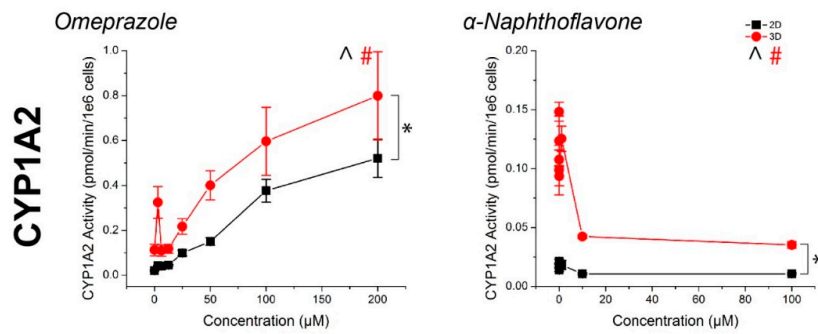 Omeprazole
α-Naphthoflavone
2D
3D
^ #
^ #
CYP1A2
CYP1A2 Activity (pmol/min/1e6 cells)
1.0
0.8
0.6
0.4
0.2
0.0
*
0 50 100 150 200
Concentration (μM)
CYP1A2 Activity (pmol/min/1e6 cells)
0.20
0.15
0.10
0.05
0.00
*
0 20 40 60 80 100
Concentration (μM)